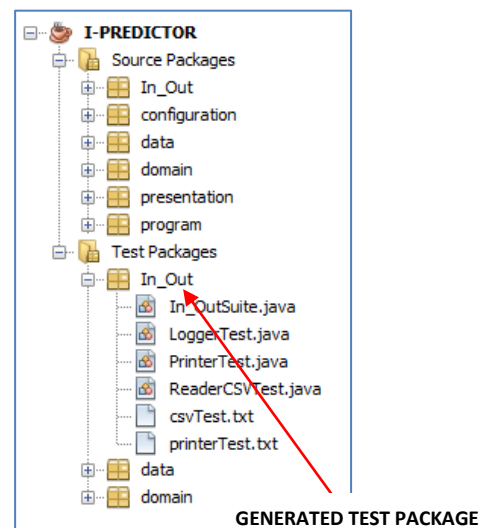 I-PREDICTOR
Source Packages
In_Out
configuration
data
domain
presentation
program
Test Packages
In_Out
In_OutSuite.java
LoggerTest.java
PrinterTest.java
ReaderCSVTest.java
csvTest.txt
printerTest.txt
data
domain
GENERATED TEST PACKAGE